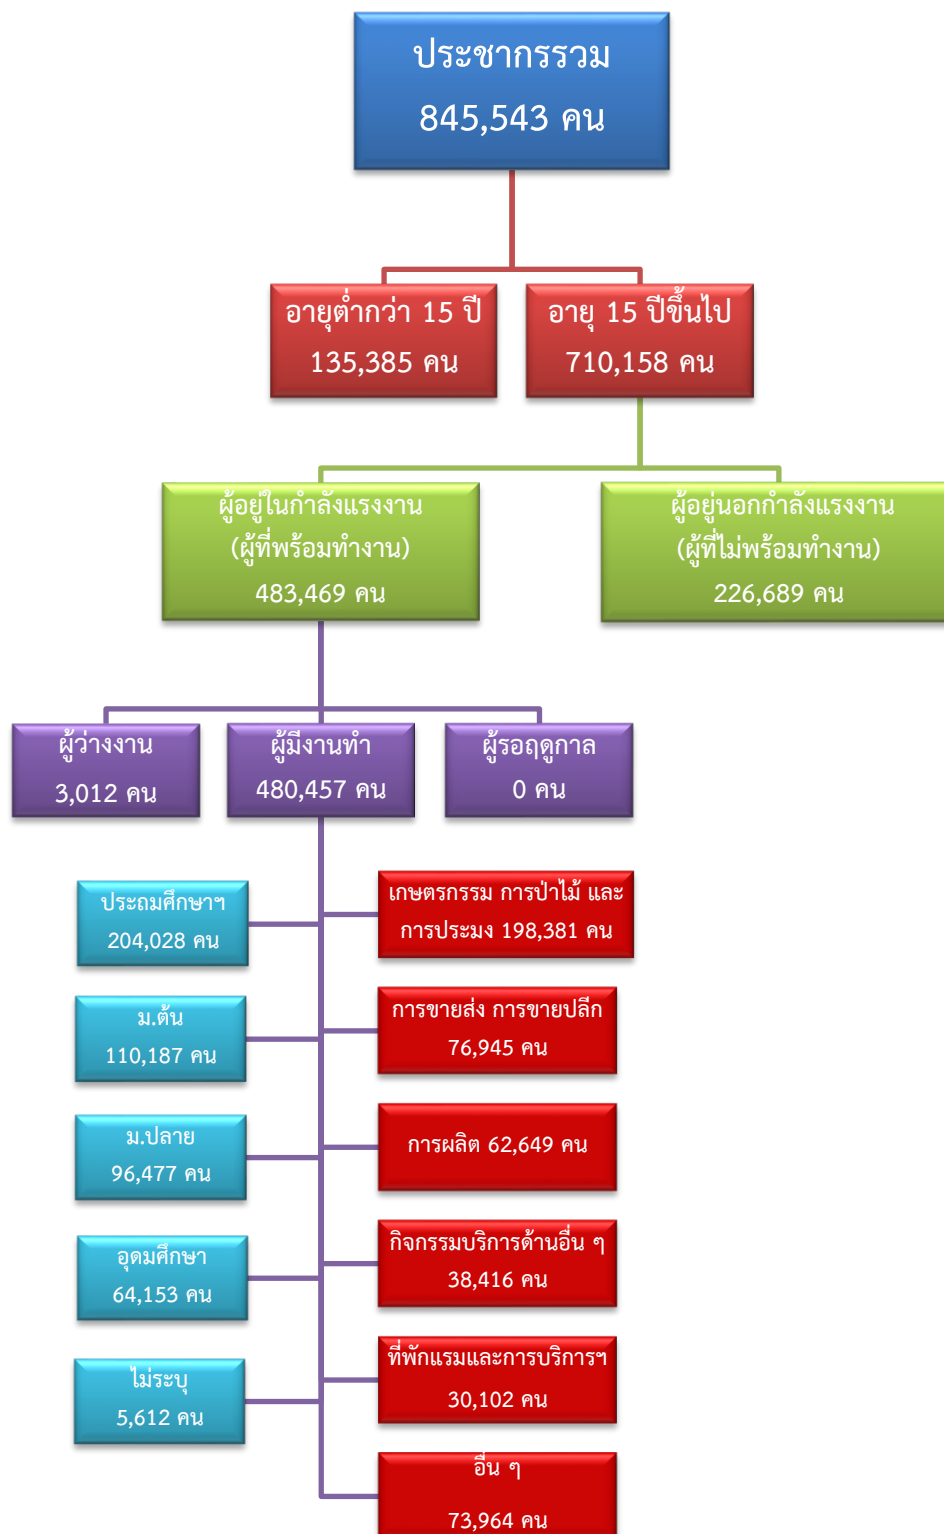 ประชากรรวม
845,543 คน
อายุต่ำกว่า 15 ปี
135,385 คน
อายุ 15 ปีขึ้นไป
710,158 คน
ผู้อยู่ในกำลังแรงงาน
(ผู้ที่พร้อมทำงาน)
483,469 คน
ผู้อยู่นอกกำลังแรงงาน
(ผู้ที่ไม่พร้อมทำงาน)
226,689 คน
ผู้ว่างงาน
3,012 คน
ผู้มีงานทำ
480,457 คน
ผู้รอฤดูกาล
0 คน
ประถมศึกษาฯ
204,028 คน
เกษตรกรรม การป่าไม้ และ
การประมง 198,381 คน
ม.ต้น
110,187 คน
การขายส่ง การขายปลีก
76,945 คน
ม.ปลาย
96,477 คน
การผลิต 62,649 คน
อุดมศึกษา
64,153 คน
กิจกรรมบริการด้านอื่น ๆ
38,416 คน
ไม่ระบุ
5,612 คน
ที่พักแรมและการบริการฯ
30,102 คน
อื่น ๆ
73,964 คน